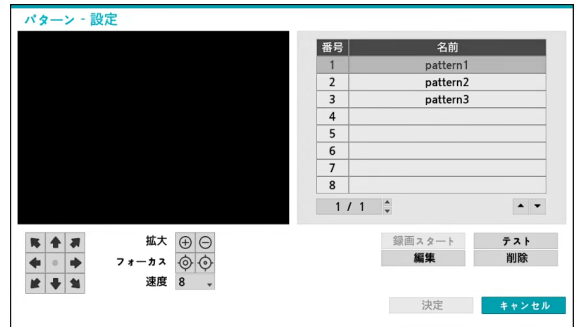 パターン - 設定
番号 名前
1 pattern1
2 pattern2
3 pattern3
4
5
6
7
8
1 / 1
拡大
フォーカス
速度 8
録画スタート テスト
編集 削除
決定 キャンセル